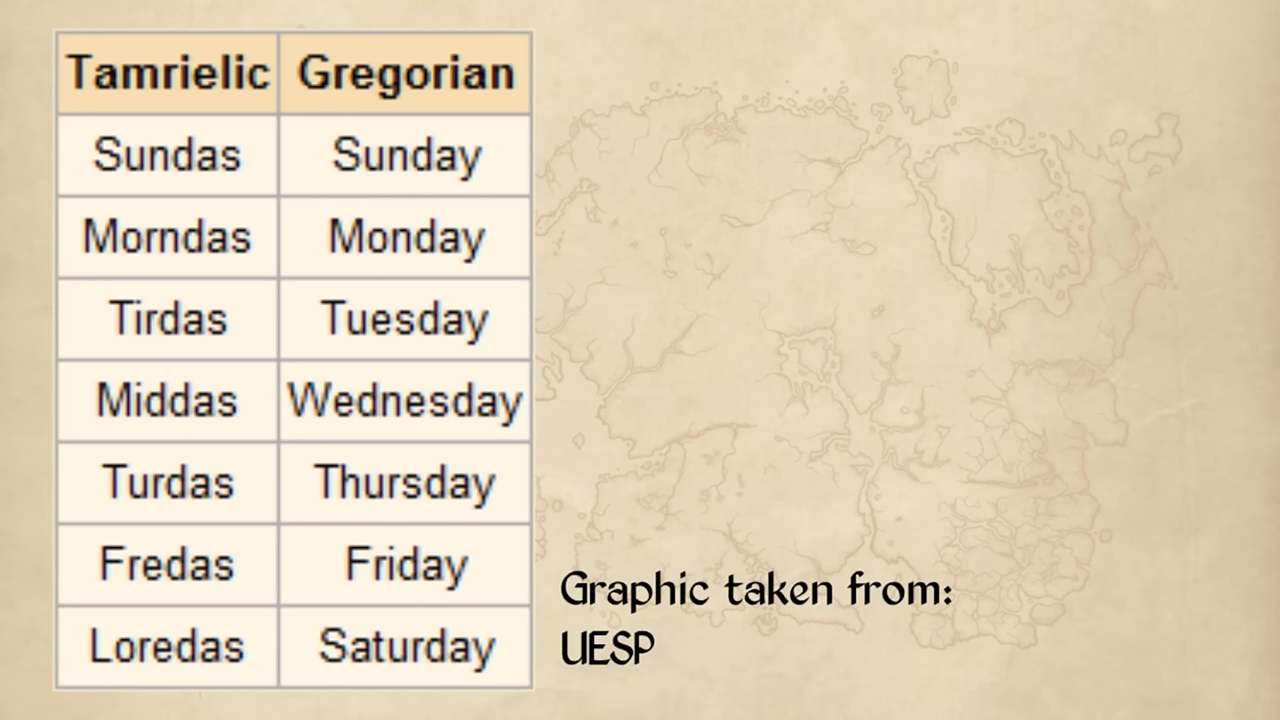 Tamrielic Gregorian
Sundas Sunday
Morndas Monday
Tirdas Tuesday
Middas Wednesday
Turdas Thursday
Fredas Friday
Loredas Saturday
Graphic taken from:
UESP